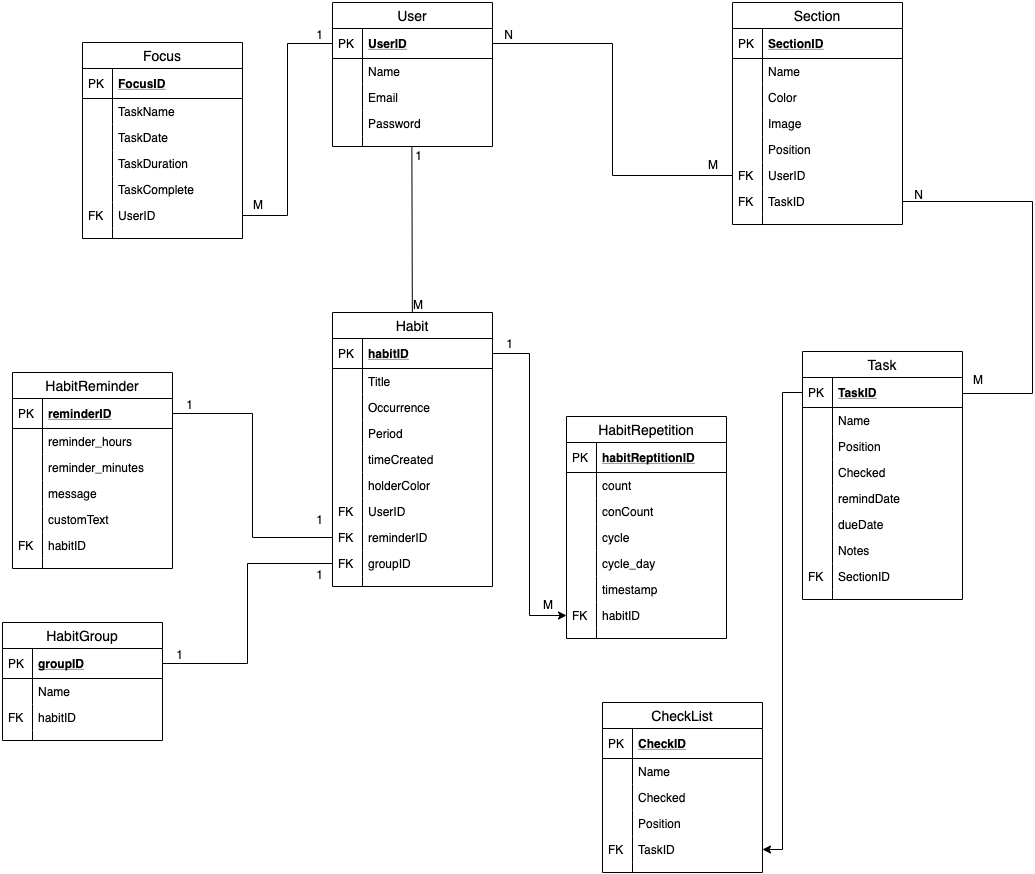 User
PK UserID
Name
Email
Password
Section
PK SectionID
Name
Color
Image
Position
FK UserID
FK TaskID
Focus
PK FocusID
TaskName
TaskDate
TaskDuration
TaskComplete
FK UserID
1
M
N
M
1
M
N
M
Habit
PK habitID
Title
Occurrence
Period
timeCreated
holderColor
FK UserID
FK reminderID
FK groupID
HabitReminder
PK reminderID
reminder_hours
reminder_minutes
message
customText
FK habitID
1
1
1
1
1
M
HabitRepetition
PK habitReptitionID
count
conCount
cycle
cycle_day
timestamp
FK habitID
Task
PK TaskID
Name
Position
Checked
remindDate
dueDate
Notes
FK SectionID
HabitGroup
PK groupID
Name
FK habitID
CheckList
PK CheckID
Name
Checked
Position
FK TaskID